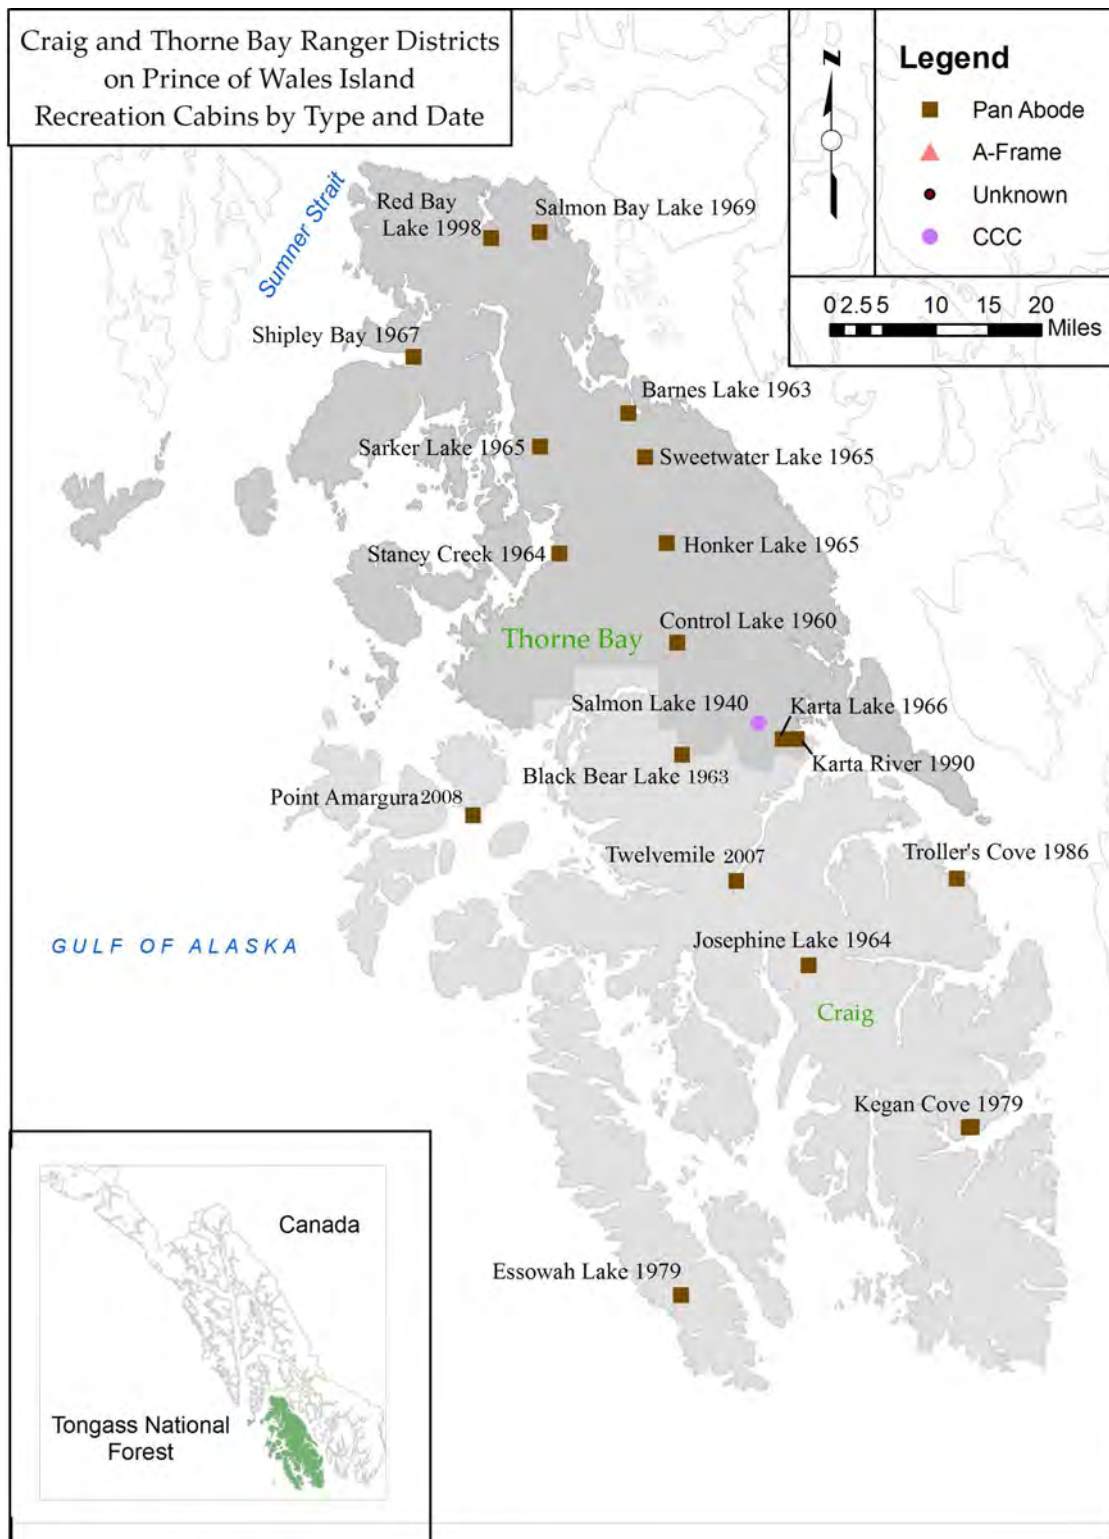 Craig and Thorne Bay Ranger Districts
on Prince of Wales Island
Recreation Cabins by Type and Date
N
Legend
Pan Abode
A-Frame
Unknown
CCC
0 2.5 5 10 15 20
Miles
Sumner Strait
Red Bay
Lake 1998
Salmon Bay Lake 1969
Shipley Bay 1967
Barnes Lake 1963
Sarker Lake 1965
Sweetwater Lake 1965
Staney Creek 1964
Honker Lake 1965
Control Lake 1960
Thorne Bay
Salmon Lake 1940
Karta Lake 1966
Karta River 1990
Black Bear Lake 1963
Point Amargura 2008
Twelvemile 2007
Troller's Cove 1986
GULF OF ALASKA
Josephine Lake 1964
Craig
Kegan Cove 1979
Essowah Lake 1979
Canada
Tongass National
Forest